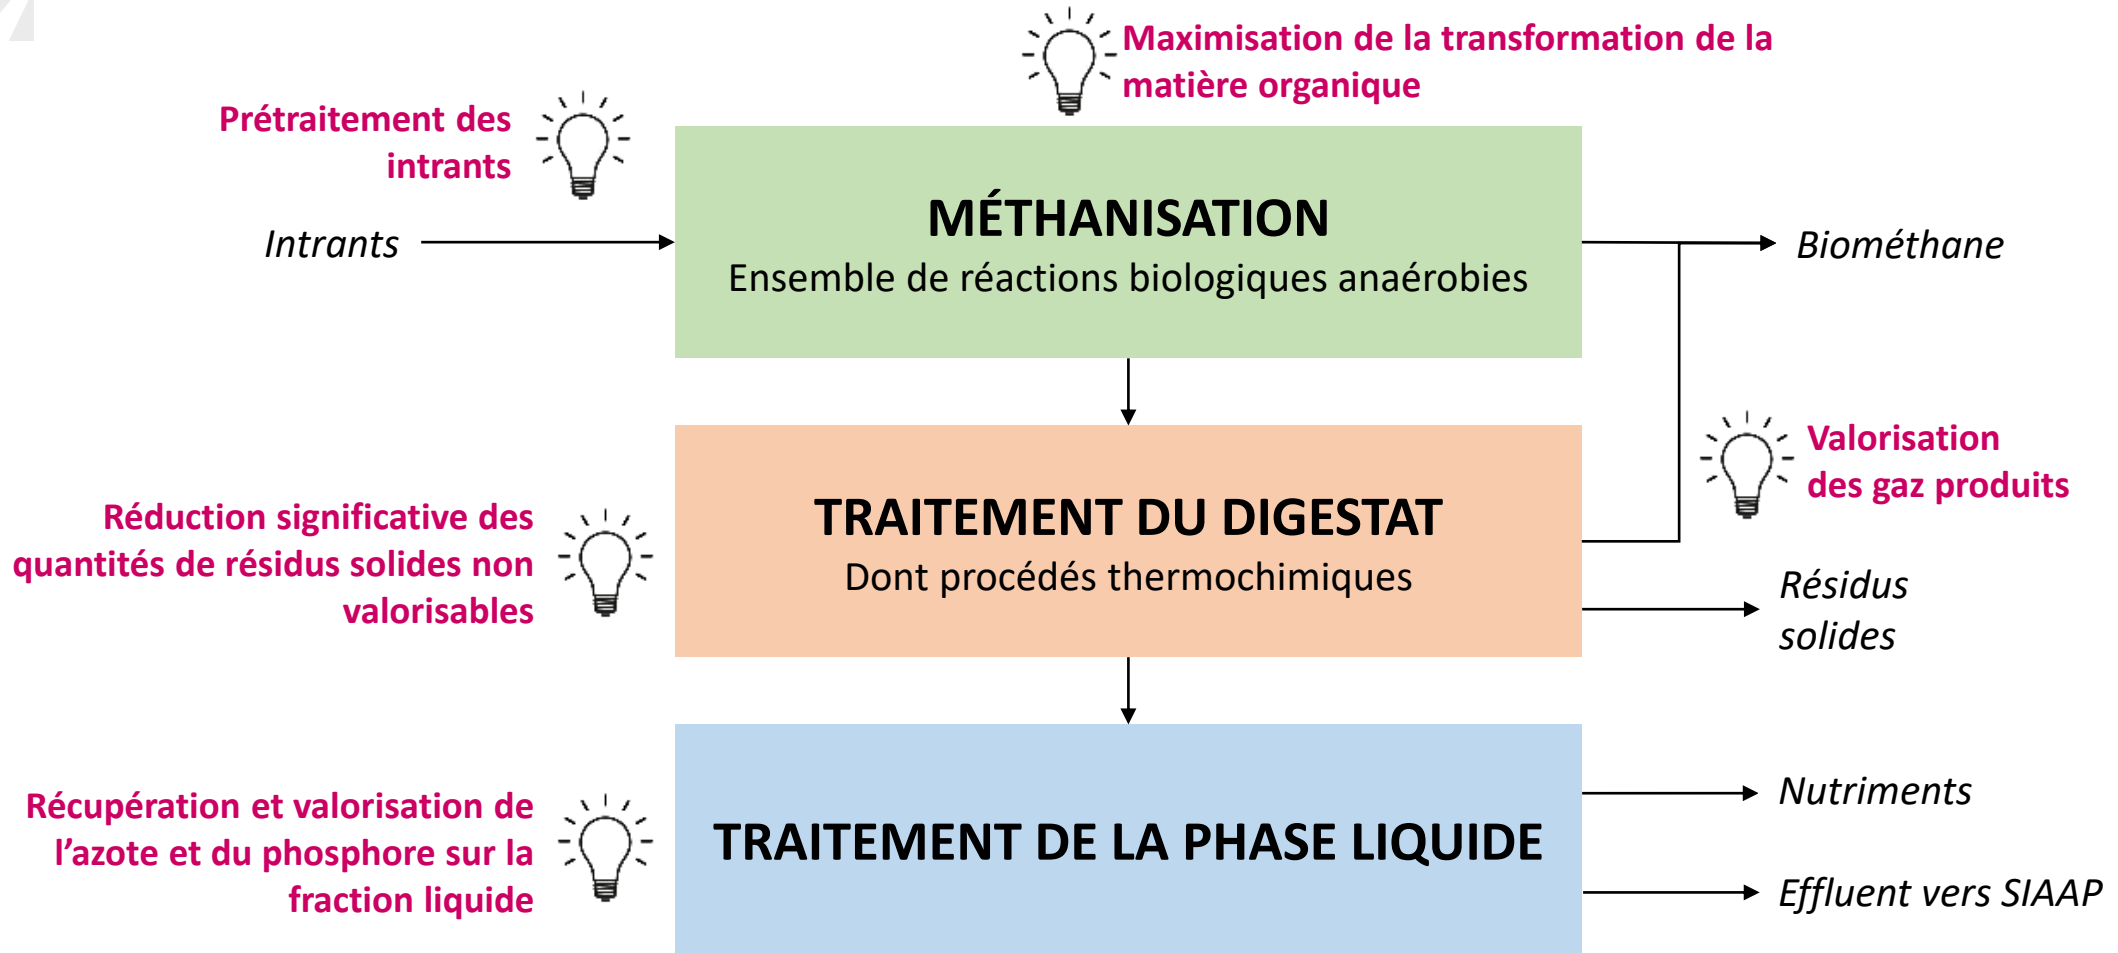 Maximisation de la transformation de la
matière organique
Prétraitement des
intrants
MÉTHANISATION
Ensemble de réactions biologiques anaérobies
Intrants
Biométhane
Valorisation
des gaz produits
Réduction significative des
quantités de résidus solides non
valorisables
TRAITEMENT DU DIGESTAT
Dont procédés thermochimiques
Résidus
solides
Récupération et valorisation de
l’azote et du phosphore sur la
fraction liquide
TRAITEMENT DE LA PHASE LIQUIDE
Nutriments
Effluent vers SIAAP